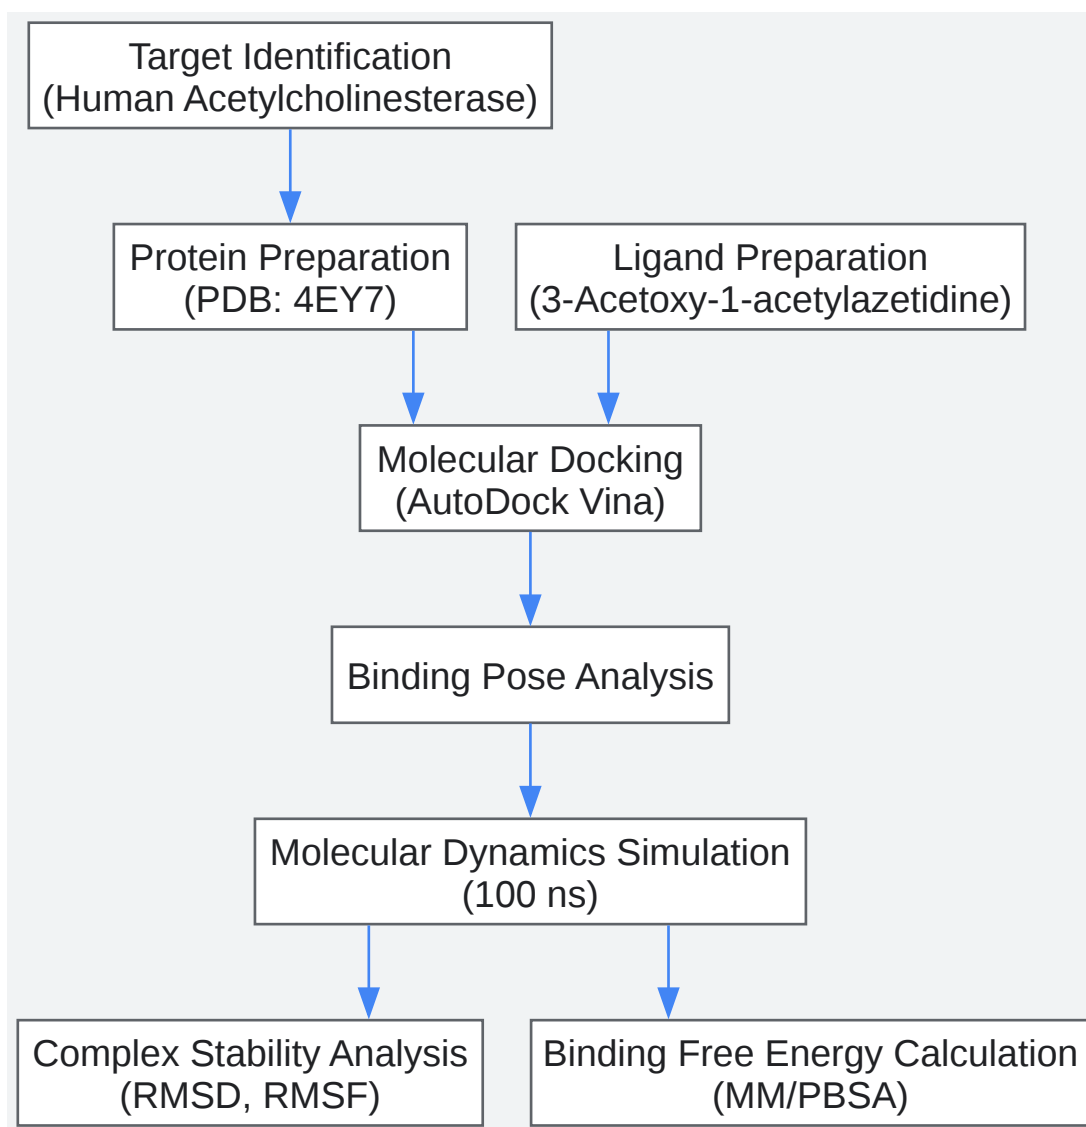 Target Identification
(Human Acetylcholinesterase)
Protein Preparation
(PDB: 4EY7)
Ligand Preparation
(3-Acetoxy-1-acetylazetidine)
Molecular Docking
(AutoDock Vina)
Binding Pose Analysis
Molecular Dynamics Simulation
(100 ns)
Complex Stability Analysis
(RMSD, RMSF)
Binding Free Energy Calculation
(MM/PBSA)